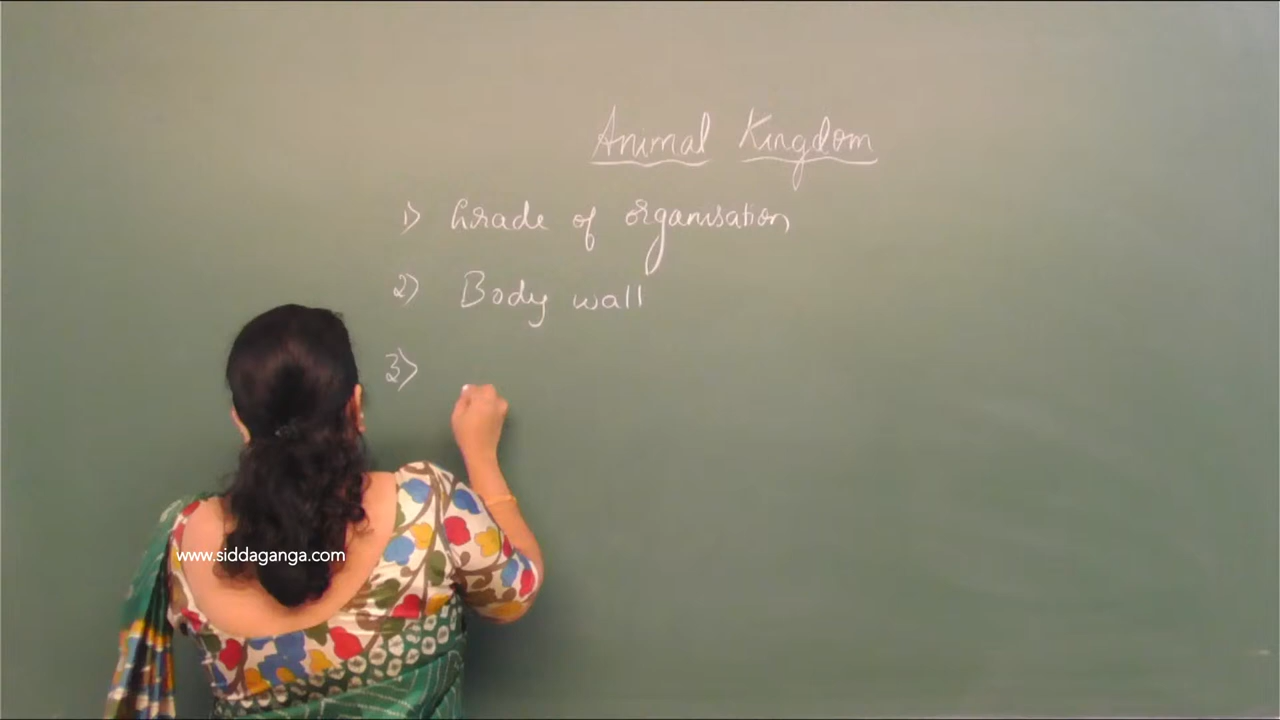 Animal Kingdom
1) Grade of organisation
2) Body wall
3)
www.siddaganga.com